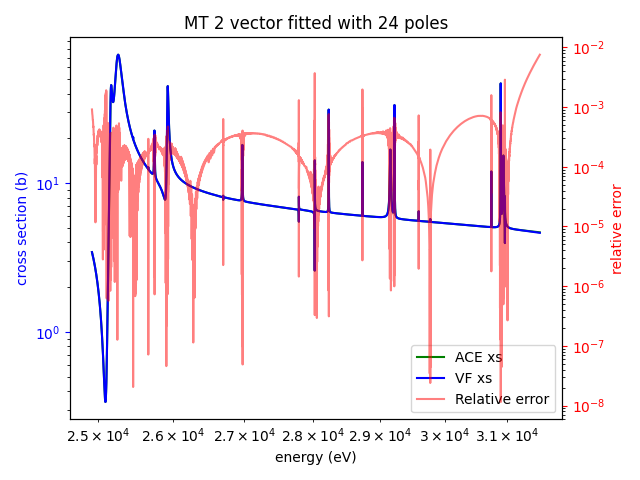 MT 2 vector fitted with 24 poles
cross section (b)
10¹
10⁰
10⁻²
10⁻³
10⁻⁴
10⁻⁵
10⁻⁶
10⁻⁷
10⁻⁸
relative error
ACE xs
VF xs
Relative error
2.5 × 10⁴ 2.6 × 10⁴ 2.7 × 10⁴ 2.8 × 10⁴ 2.9 × 10⁴ 3 × 10⁴ 3.1 × 10⁴
energy (eV)